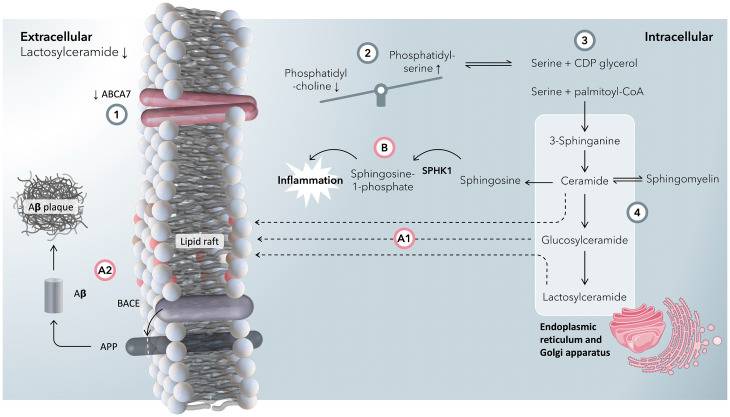 Extracellular
Lactosylceramide ↓
Intracellular
↓ ABCA7
1
2
Phosphatidyl-
serine ↑
Phosphatidyl
-choline ↓
3
Serine + CDP glycerol
Serine + palmitoyl-CoA
3-Sphinganine
Ceramide
Sphingomyelin
4
Glucosylceramide
Lactosylceramide
Endoplasmic
reticulum and
Golgi apparatus
Sphingosine
SPHK1
B
Sphingosine-
1-phosphate
Inflammation
A1
Lipid raft
Aβ plaque
A2
Aβ
BACE
APP